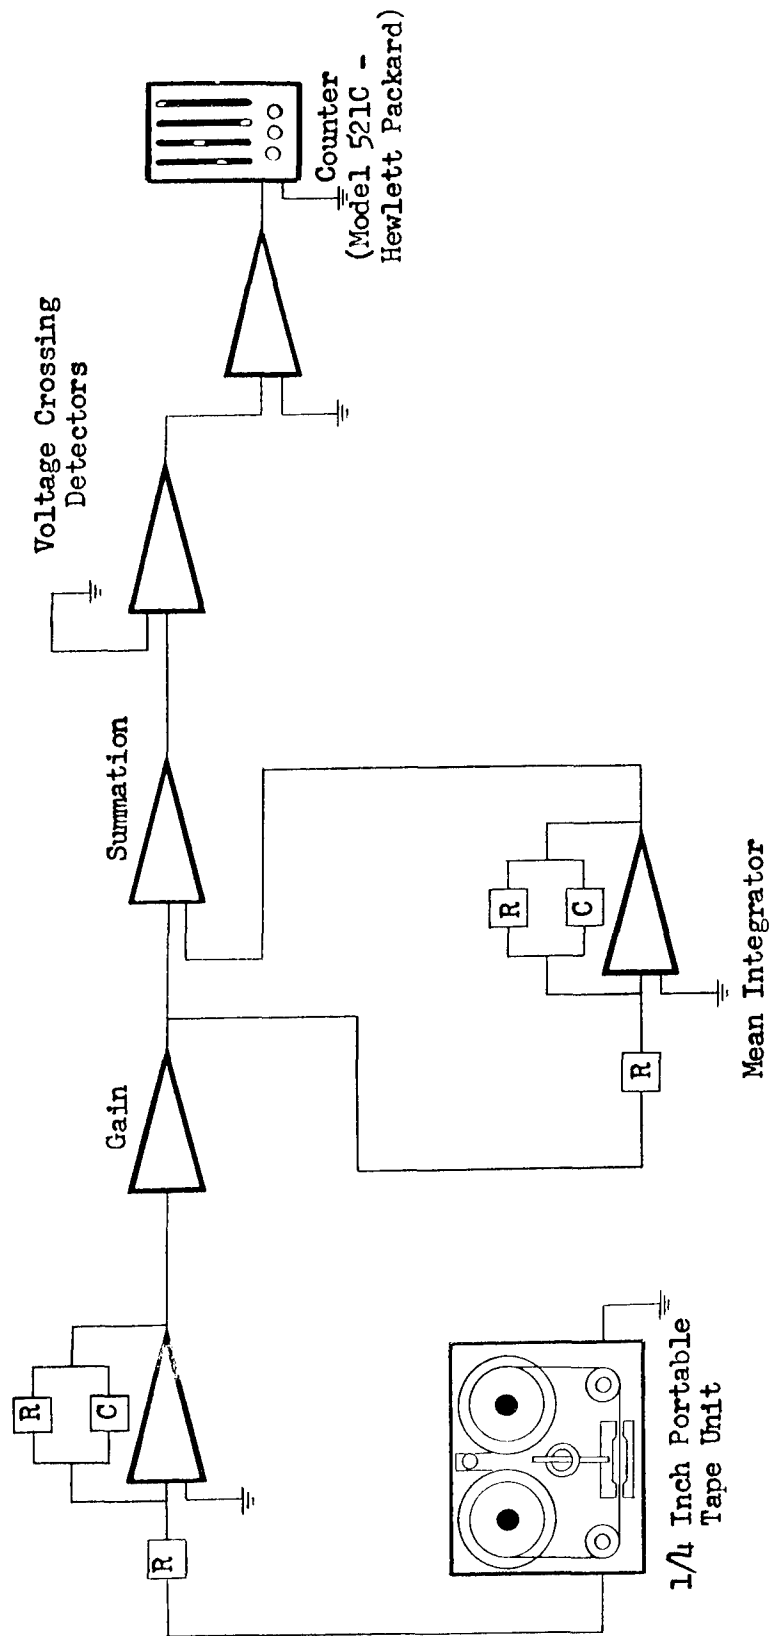 R
R
C
Gain
Summation
Voltage Crossing
Detectors
Counter
(Model 521C -
Hewlett Packard)
1/4 Inch Portable
Tape Unit
R
R
C
Mean Integrator